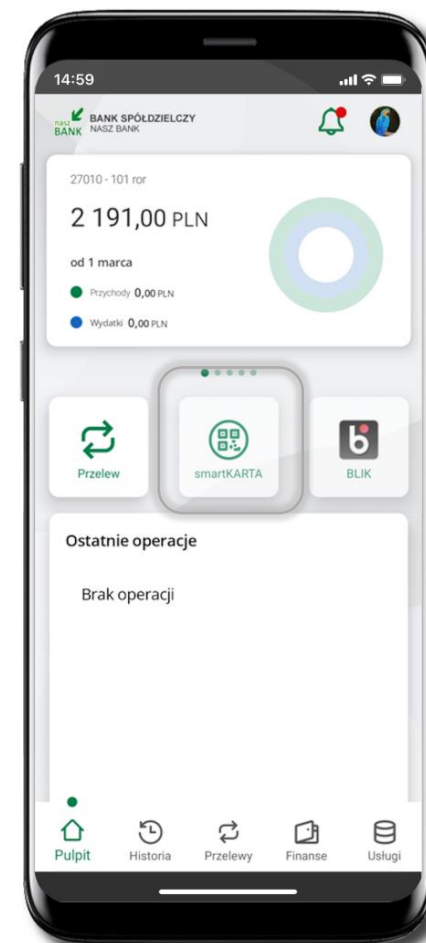 14:59
nasz BANK
BANK SPÓŁDZIELCZY
NASZ BANK
27010 - 101 ror
2 191,00 PLN
od 1 marca
Przychody 0,00 PLN
Wydatki 0,00 PLN
Przelew
smartKARTA
BLIK
Ostatnie operacje
Brak operacji
Pulpit Historia Przelewy Finanse Usługi